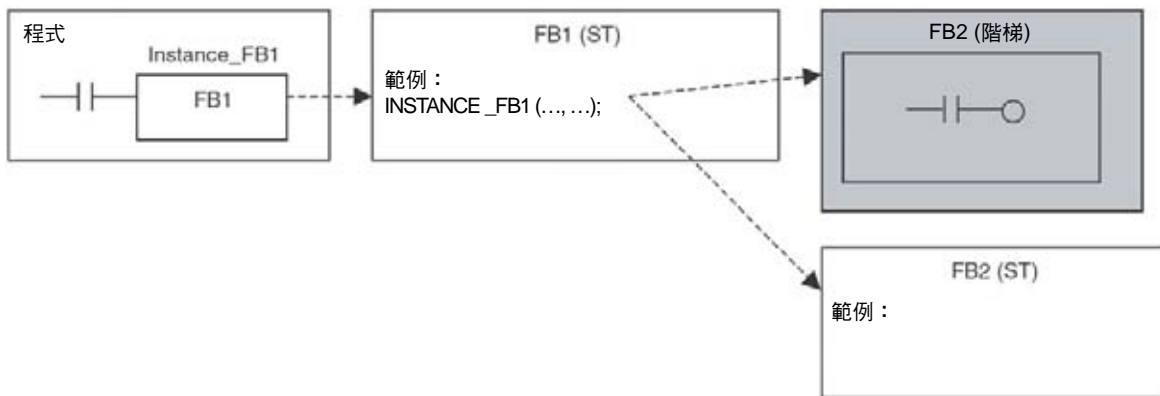 程式
Instance_FB1
FB1
FB1 (ST)
範例：
INSTANCE _FB1 (…, …);
FB2 (階梯)
FB2 (ST)
範例：